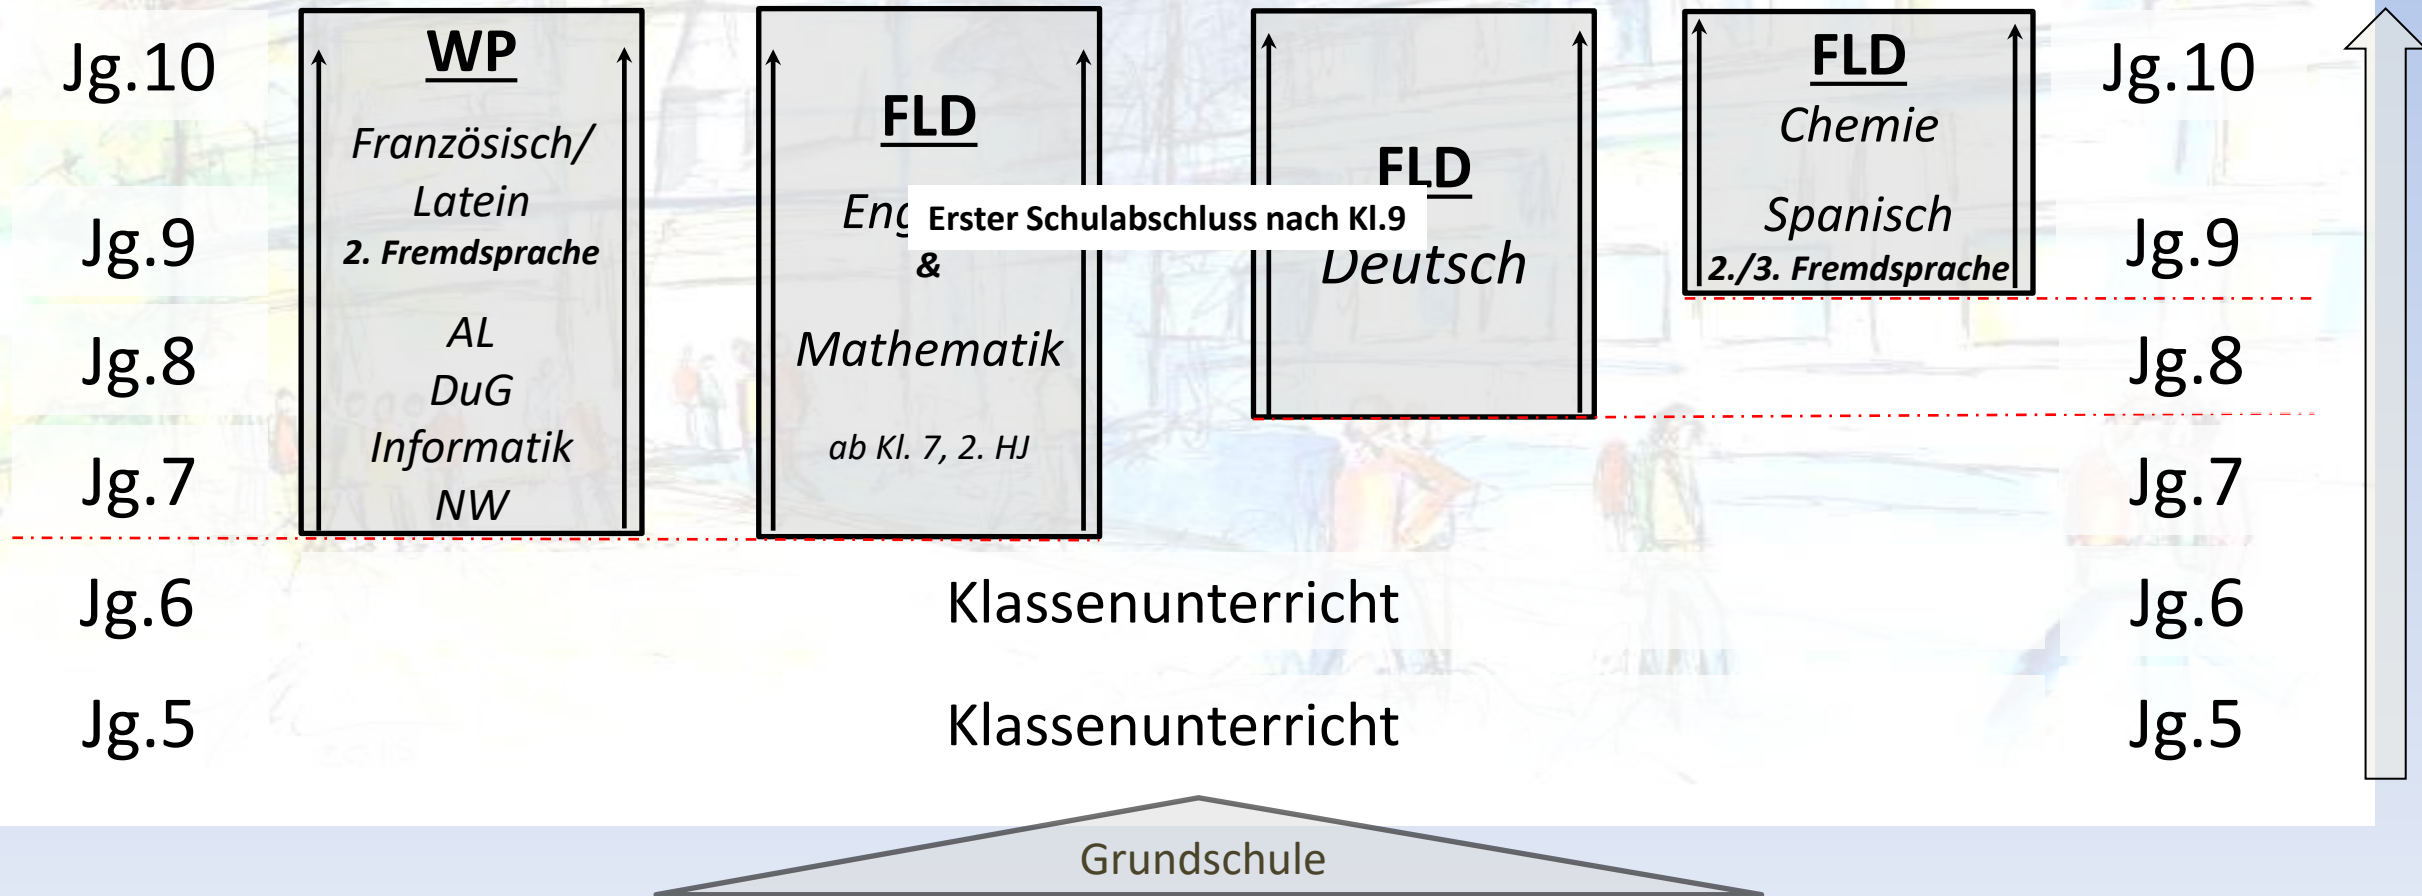 Jg.10
Jg.9
Jg.8
Jg.7
Jg.6
Jg.5
WP
Französisch/
Latein
2. Fremdsprache
AL
DuG
Informatik
NW
FLD
Eng
&
Mathematik
ab Kl. 7, 2. HJ
Erster Schulabschluss nach Kl.9
FLD
Deutsch
FLD
Chemie
Spanisch
2./3. Fremdsprache
Jg.10
Jg.9
Jg.8
Jg.7
Jg.6
Jg.5
Klassenunterricht
Klassenunterricht
Grundschule